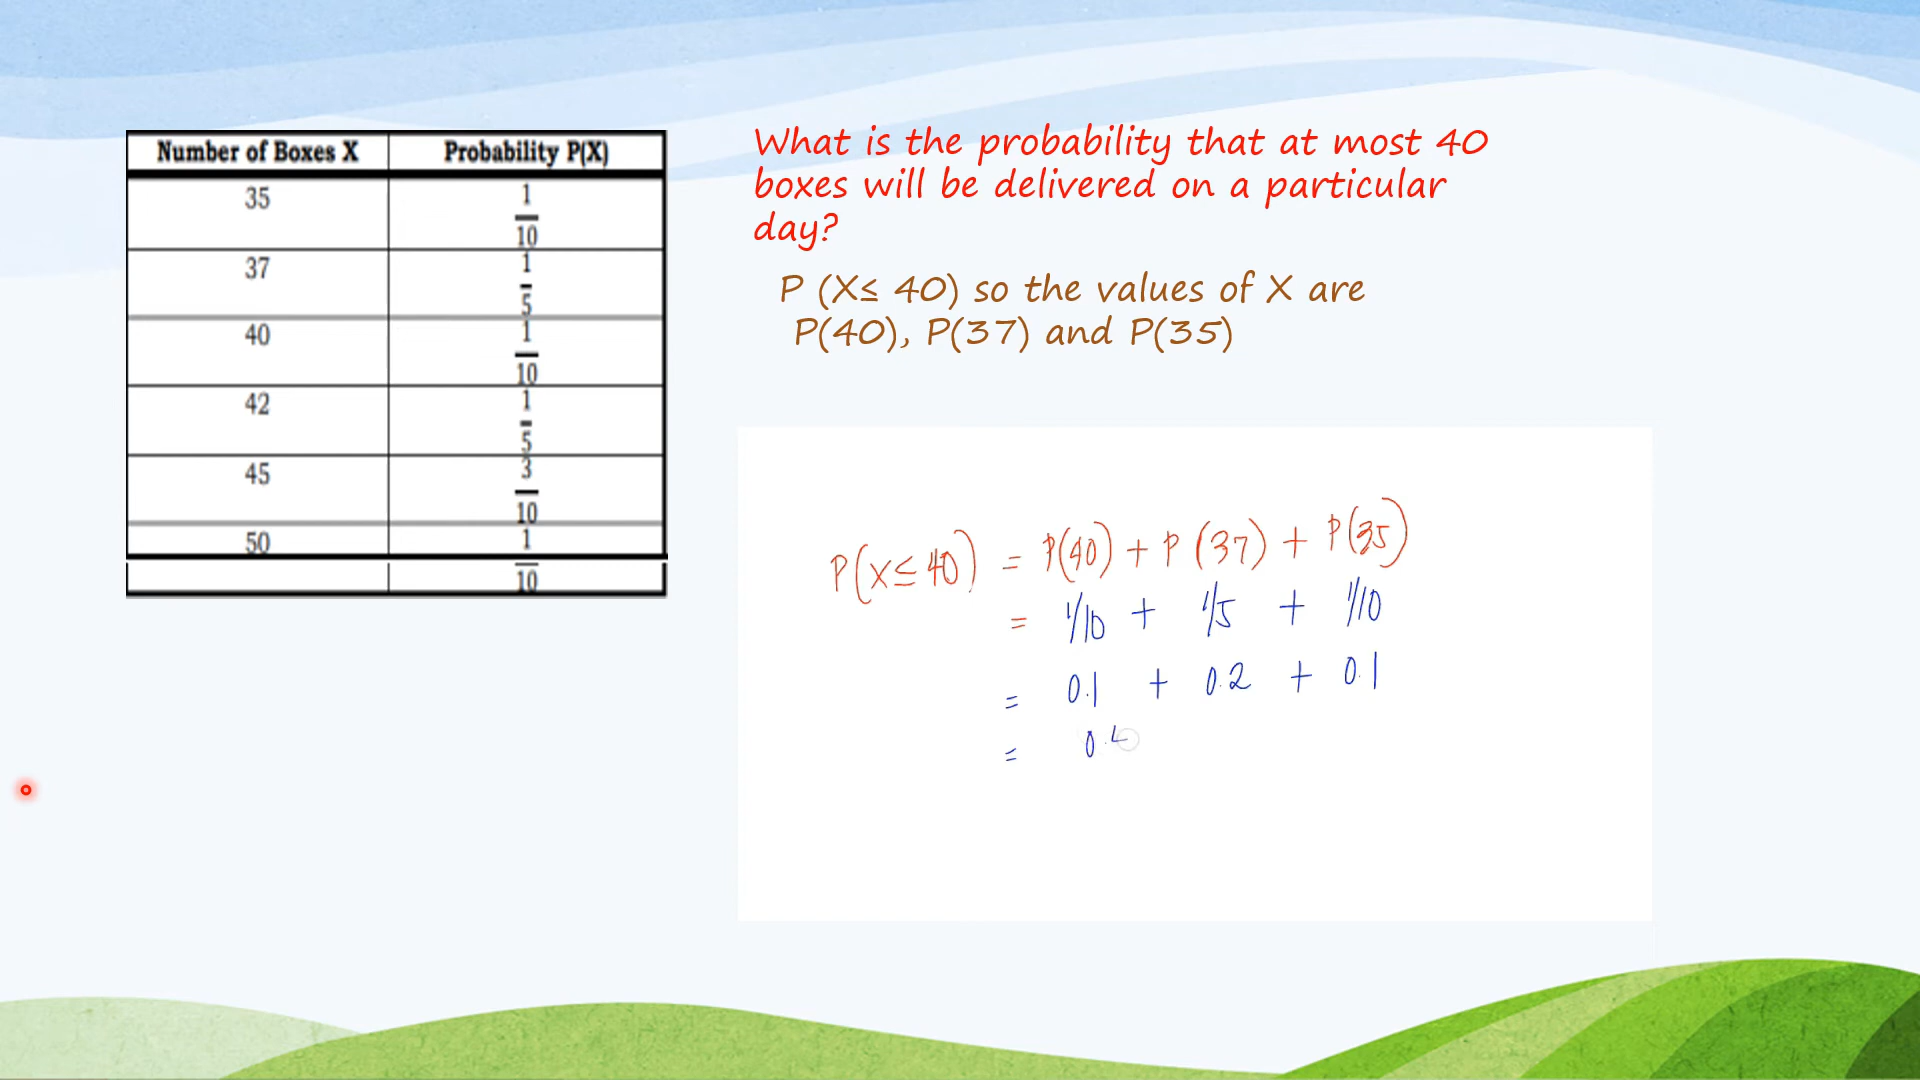 Number of Boxes X Probability P(X)
35 1/10
37 1/5
40 1/10
42 1/5
45 3/10
50 1/10
What is the probability that at most 40
boxes will be delivered on a particular
day?
P (X≤ 40) so the values of X are
P(40), P(37) and P(35)
P(X≤40) = P(40) + P(37) + P(35)
= 1/10 + 1/5 + 1/10
= 0.1 + 0.2 + 0.1
= 0.4